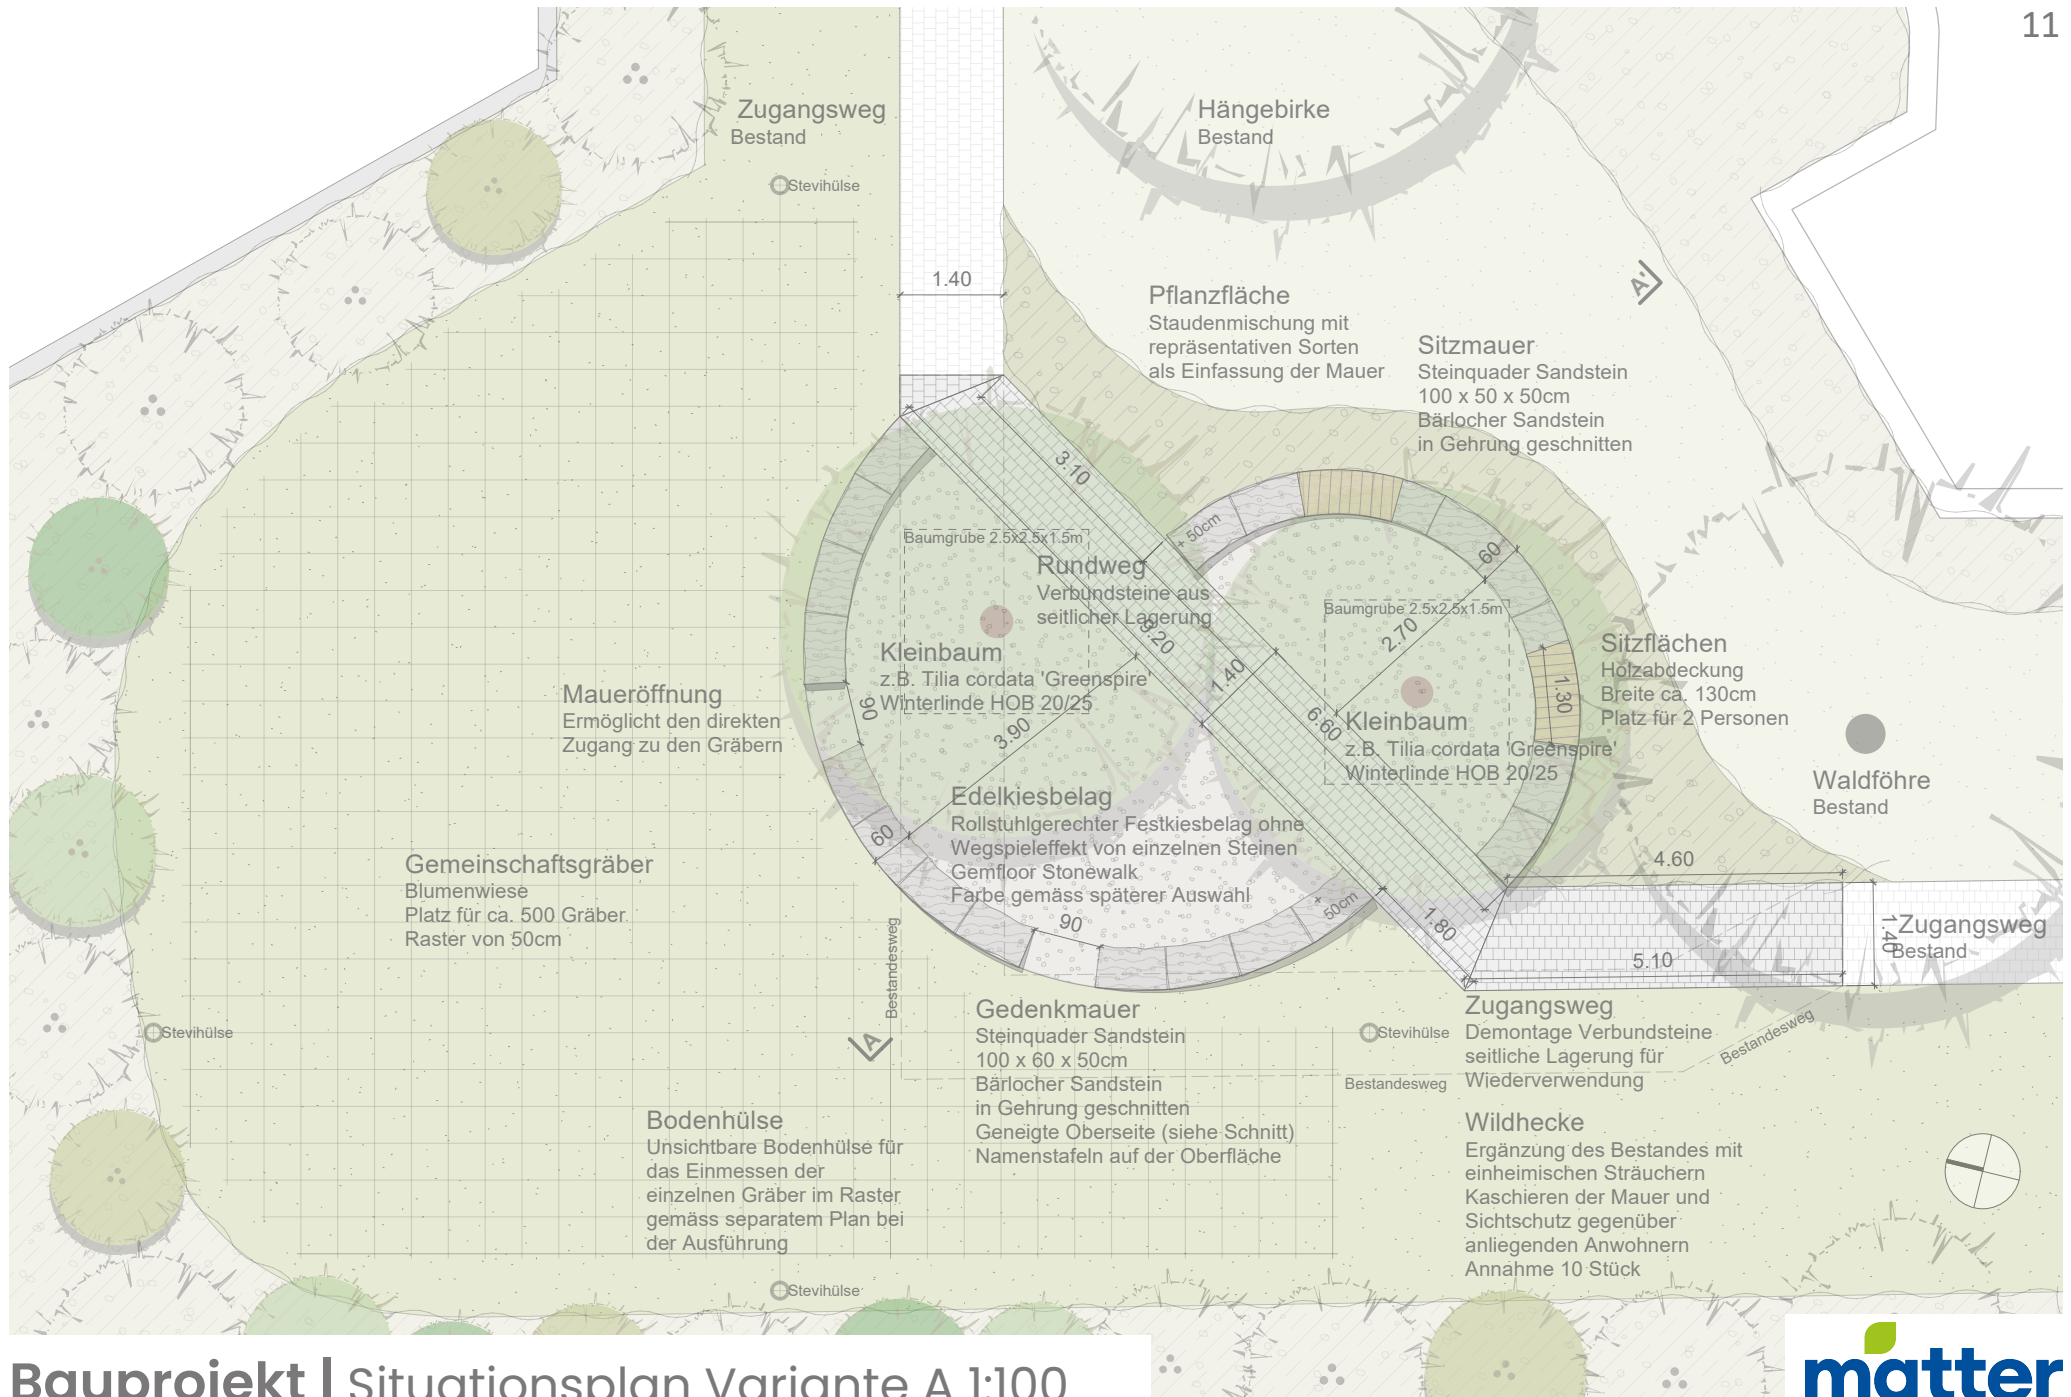 11
Zugangsweg
Bestand
Stevihülse
Hängebirke
Bestand
1.40
A'
Pflanzfläche
Staudenmischung mit
repräsentativen Sorten
als Einfassung der Mauer
Sitzmauer
Steinquader Sandstein
100 x 50 x 50cm
Bärlocher Sandstein
in Gehrung geschnitten
3.10
+ 50cm
60
Baumgrube 2.5x2.5x1.5m
Rundweg
Verbundsteine aus
seitlicher Lagerung
9.20
Baumgrube 2.5x2.5x1.5m
2.70
1.40
Kleinbaum
z.B. Tilia cordata 'Greenspire'
Winterlinde HOB 20/25
Sitzflächen
Holzabdeckung
Breite ca. 130cm
Platz für 2 Personen
1.30
Maueröffnung
Ermöglicht den direkten
Zugang zu den Gräbern
90
3.90
6.60
Kleinbaum
z.B. Tilia cordata 'Greenspire'
Winterlinde HOB 20/25
Waldföhre
Bestand
Edelkiesbelag
Rollstuhlgerechter Festkiesbelag ohne
Wegspieleffekt von einzelnen Steinen
Gemfloor Stonewalk
Farbe gemäss späterer Auswahl
60
4.60
Gemeinschaftsgräber
Blumenwiese
Platz für ca. 500 Gräber
Raster von 50cm
90
+ 50cm
1.80
5.10
1.40
Zugangsweg
Bestand
Bestandesweg
Stevihülse
A
Gedenkmauer
Steinquader Sandstein
100 x 60 x 50cm
Bärlocher Sandstein
in Gehrung geschnitten
Geneigte Oberseite (siehe Schnitt)
Namenstafeln auf der Oberfläche
Stevihülse
Bestandesweg
Zugangsweg
Demontage Verbundsteine
seitliche Lagerung für
Wiederverwendung
Bestandesweg
Bodenhülse
Unsichtbare Bodenhülse für
das Einmessen der
einzelnen Gräber im Raster
gemäss separatem Plan bei
der Ausführung
Wildhecke
Ergänzung des Bestandes mit
einheimischen Sträuchern
Kaschieren der Mauer und
Sichtschutz gegenüber
anliegenden Anwohnern
Annahme 10 Stück
Stevihülse
Bauprojekt | Situationsplan Variante A 1:100
matter